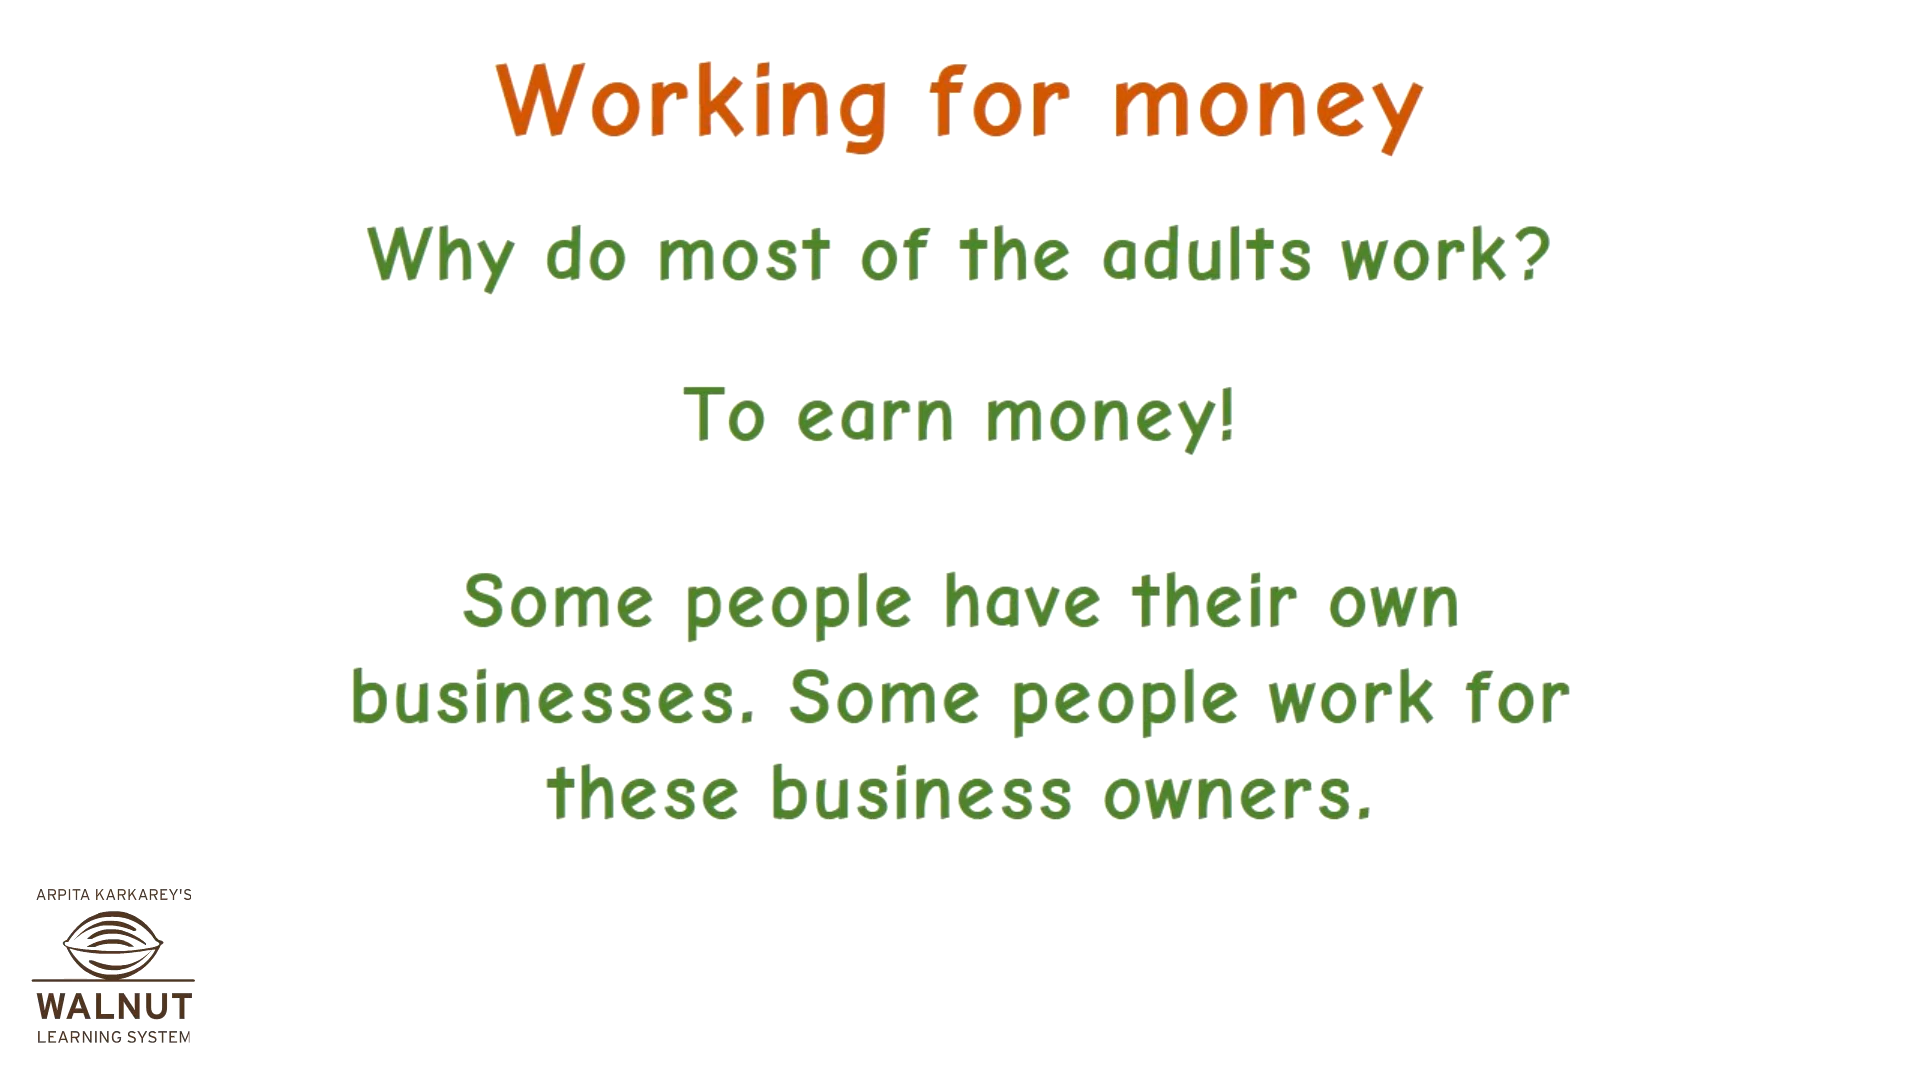 Working for money
Why do most of the adults work?
To earn money!
Some people have their own
businesses. Some people work for
these business owners.
ARPITA KARKAREY'S
WALNUT
LEARNING SYSTEM